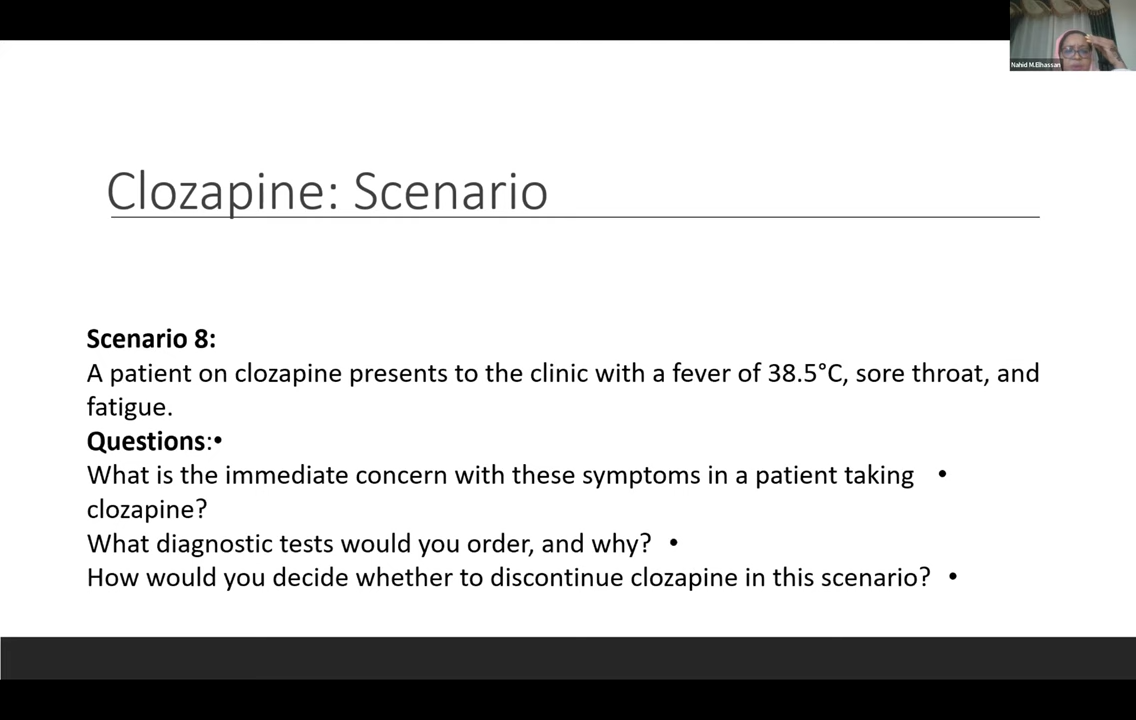 Nahid M.Elhassan
Clozapine: Scenario
Scenario 8:
A patient on clozapine presents to the clinic with a fever of 38.5°C, sore throat, and
fatigue.
Questions:•
What is the immediate concern with these symptoms in a patient taking •
clozapine?
What diagnostic tests would you order, and why? •
How would you decide whether to discontinue clozapine in this scenario? •